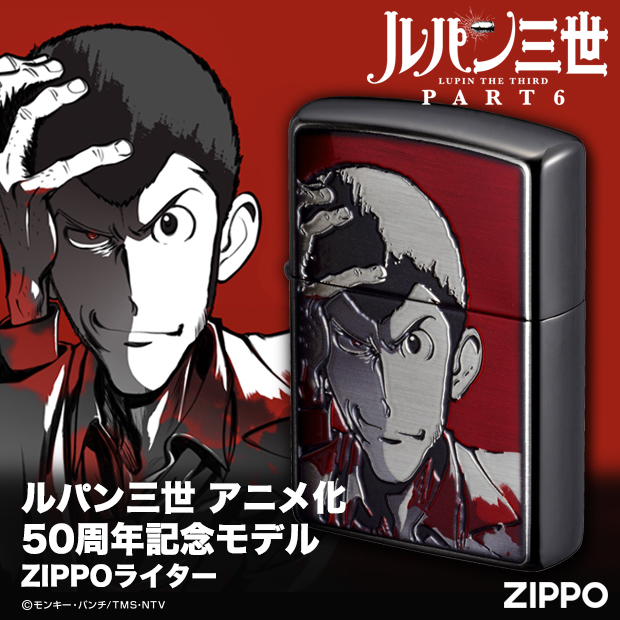 ルパン三世
LUPIN THE THIRD
PART6
ルパン三世 アニメ化
50周年記念モデル
ZIPPOライター
©モンキー・パンチ/TMS・NTV
ZIPPO